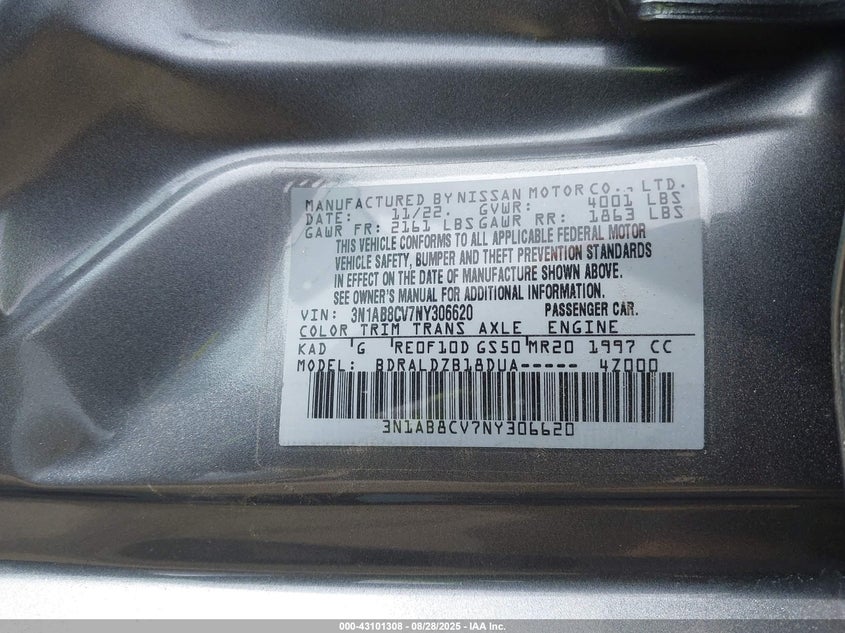 MANUFACTURED BY NISSAN MOTOR CO., LTD.
DATE: 11/22. GVWR: 4001 LBS
GAWR FR: 2161 LBS GAWR RR: 1863 LBS
THIS VEHICLE CONFORMS TO ALL APPLICABLE FEDERAL MOTOR
VEHICLE SAFETY, BUMPER AND THEFT PREVENTION STANDARDS
IN EFFECT ON THE DATE OF MANUFACTURE SHOWN ABOVE.
SEE OWNER'S MANUAL FOR ADDITIONAL INFORMATION.
VIN: 3N1AB8CV7NY306620 PASSENGER CAR.
COLOR TRIM TRANS AXLE ENGINE
KAD G RE0F10D GS50 MR20 1997 CC
MODEL: BDRALDZB18DUA----- 47000
3N1AB8CV7NY306620
000-43101308 - 08/28/2025 - IAA Inc.